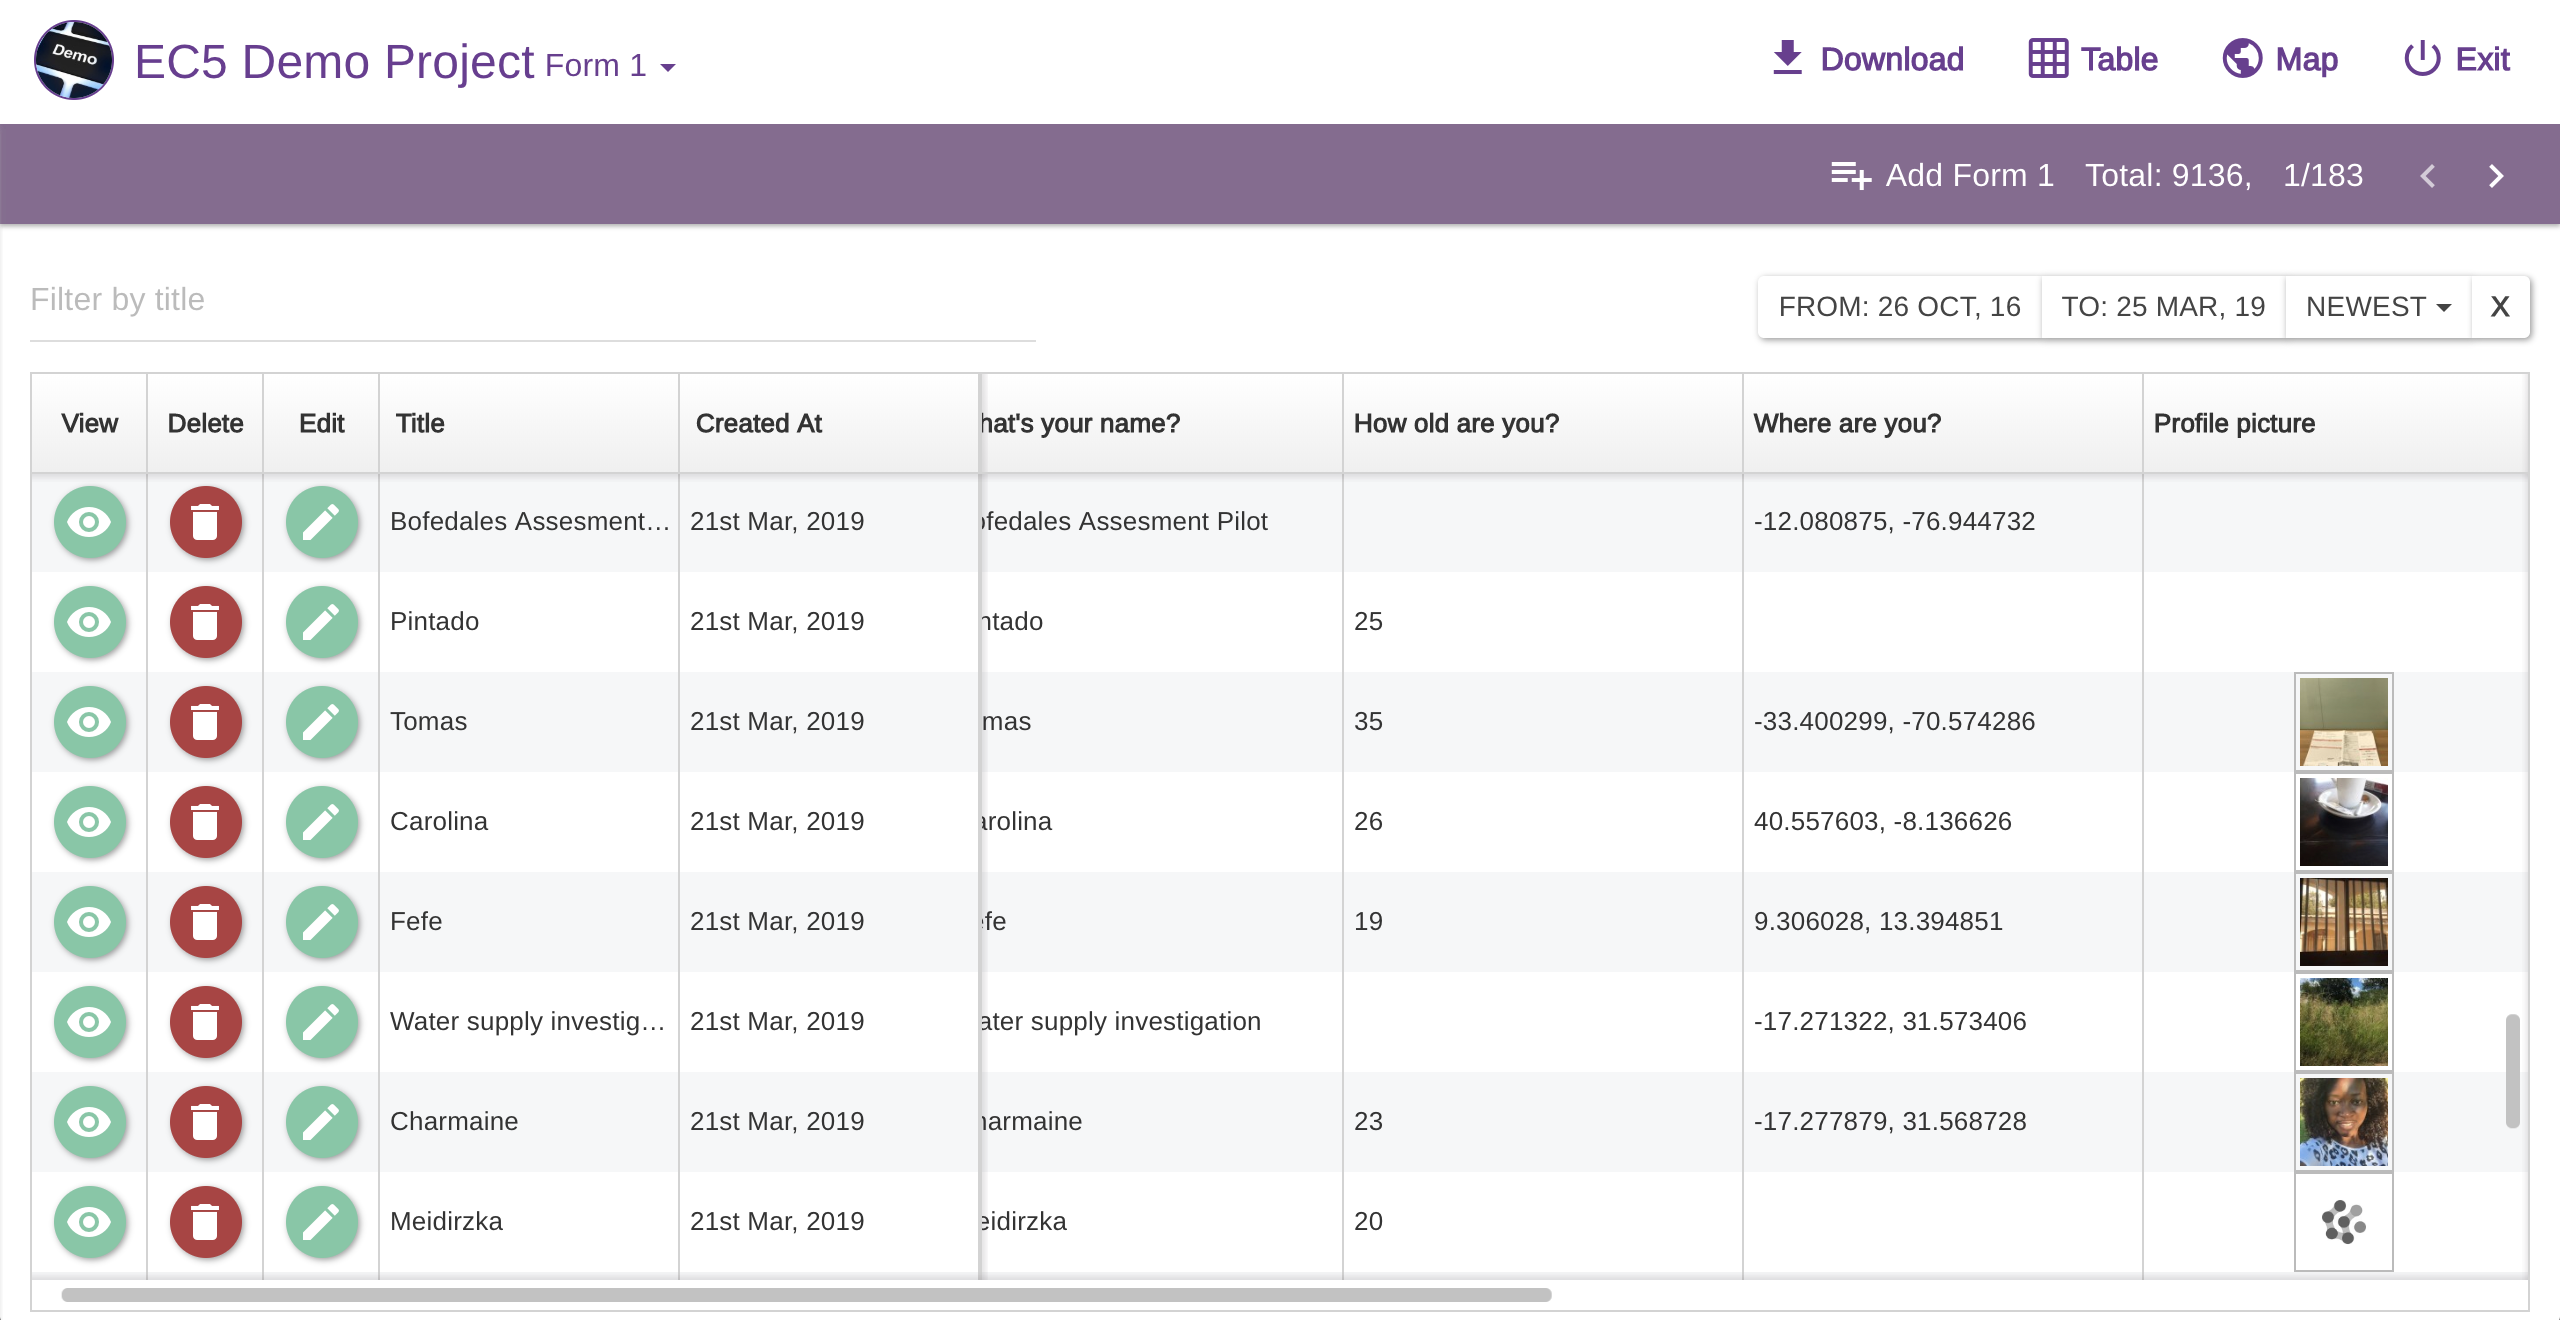 Demo
EC5 Demo Project Form 1
Download Table Map Exit
Add Form 1 Total: 9136, 1/183
Filter by title
FROM: 26 OCT, 16 TO: 25 MAR, 19 NEWEST X
View Delete Edit Title Created At hat's your name? How old are you? Where are you? Profile picture
Bofedales Assesment… 21st Mar, 2019 ofedales Assesment Pilot -12.080875, -76.944732
Pintado 21st Mar, 2019 ntado 25
Tomas 21st Mar, 2019 mas 35 -33.400299, -70.574286
Carolina 21st Mar, 2019 arolina 26 40.557603, -8.136626
Fefe 21st Mar, 2019 efe 19 9.306028, 13.394851
Water supply investig… 21st Mar, 2019 ater supply investigation -17.271322, 31.573406
Charmaine 21st Mar, 2019 harmaine 23 -17.277879, 31.568728
Meidirzka 21st Mar, 2019 eidirzka 20